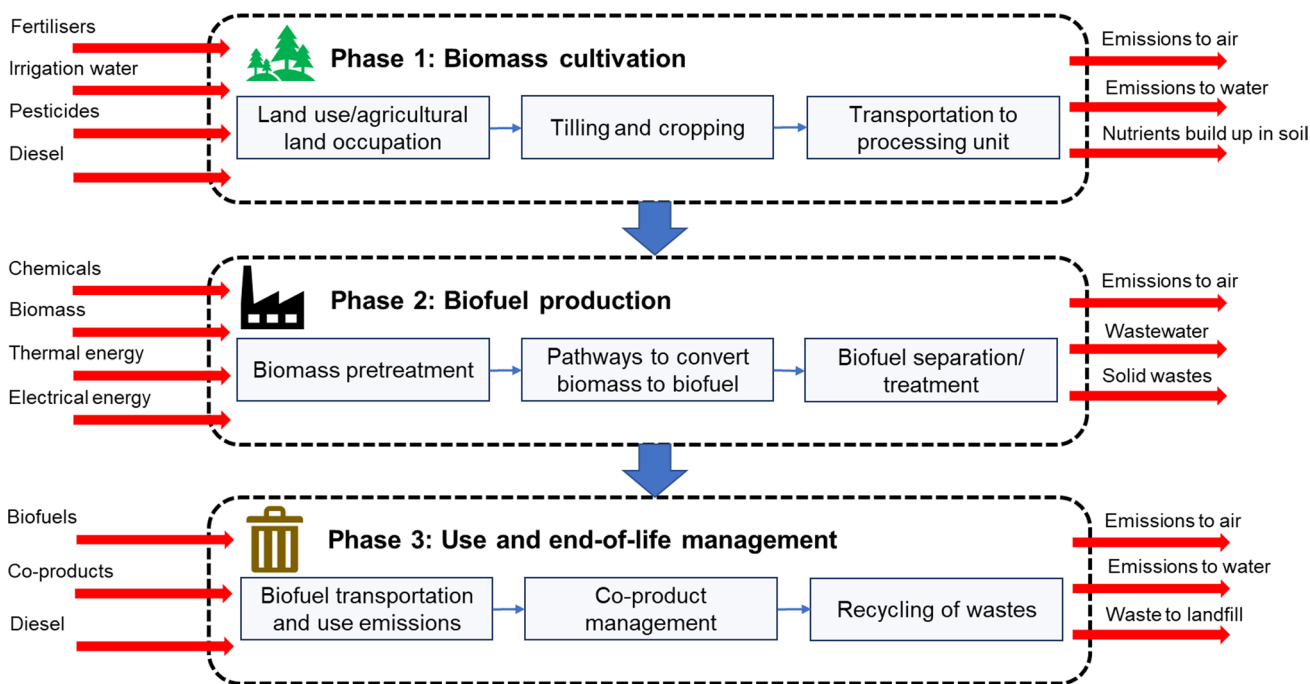 Fertilisers
Irrigation water
Pesticides
Diesel
Phase 1: Biomass cultivation
Land use/agricultural
land occupation
Tilling and cropping
Transportation to
processing unit
Emissions to air
Emissions to water
Nutrients build up in soil
Chemicals
Biomass
Thermal energy
Electrical energy
Phase 2: Biofuel production
Biomass pretreatment
Pathways to convert
biomass to biofuel
Biofuel separation/
treatment
Emissions to air
Wastewater
Solid wastes
Biofuels
Co-products
Diesel
Phase 3: Use and end-of-life management
Biofuel transportation
and use emissions
Co-product
management
Recycling of wastes
Emissions to air
Emissions to water
Waste to landfill